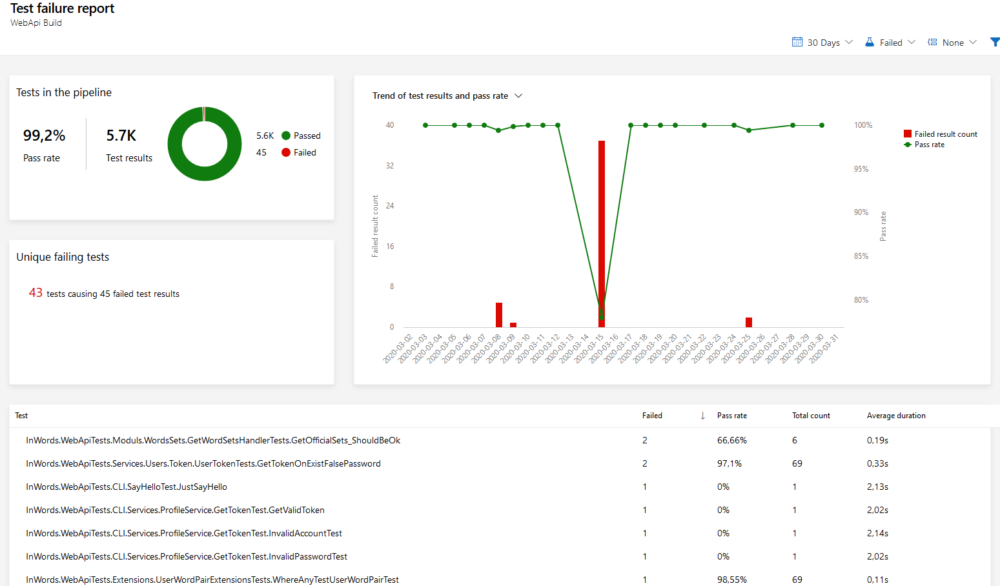 Test failure report
WebApi Build
30 Days
Failed
None
Tests in the pipeline
99,2%
Pass rate
5.7K
Test results
5.6K Passed
45 Failed
Unique failing tests
43 tests causing 45 failed test results
Trend of test results and pass rate
40
32
24
16
8
0
Failed result count
100%
95%
90%
85%
80%
Pass rate
Failed result count
Pass rate
2020-03-02
2020-03-03
2020-03-04
2020-03-05
2020-03-06
2020-03-07
2020-03-08
2020-03-09
2020-03-10
2020-03-11
2020-03-12
2020-03-13
2020-03-14
2020-03-15
2020-03-16
2020-03-17
2020-03-18
2020-03-19
2020-03-20
2020-03-21
2020-03-22
2020-03-23
2020-03-24
2020-03-25
2020-03-26
2020-03-27
2020-03-28
2020-03-29
2020-03-30
2020-03-31
Test Failed ↓ Pass rate Total count Average duration
InWords.WebApiTests.Moduls.WordsSets.GetWordSetsHandlerTests.GetOfficialSets_ShouldBeOk 2 66,66% 6 0,19s
InWords.WebApiTests.Services.Users.Token.UserTokenTests.GetTokenOnExistFalsePassword 2 97,1% 69 0,33s
InWords.WebApiTests.CLI.SayHelloTest.JustSayHello 1 0% 1 2,13s
InWords.WebApiTests.CLI.Services.ProfileService.GetTokenTest.GetValidToken 1 0% 1 2,02s
InWords.WebApiTests.CLI.Services.ProfileService.GetTokenTest.InvalidAccountTest 1 0% 1 2,14s
InWords.WebApiTests.CLI.Services.ProfileService.GetTokenTest.InvalidPasswordTest 1 0% 1 2,02s
InWords.WebApiTests.Extensions.UserWordPairExtensionsTests.WhereAnyTestUserWordPairTest 1 98,55% 69 0,11s